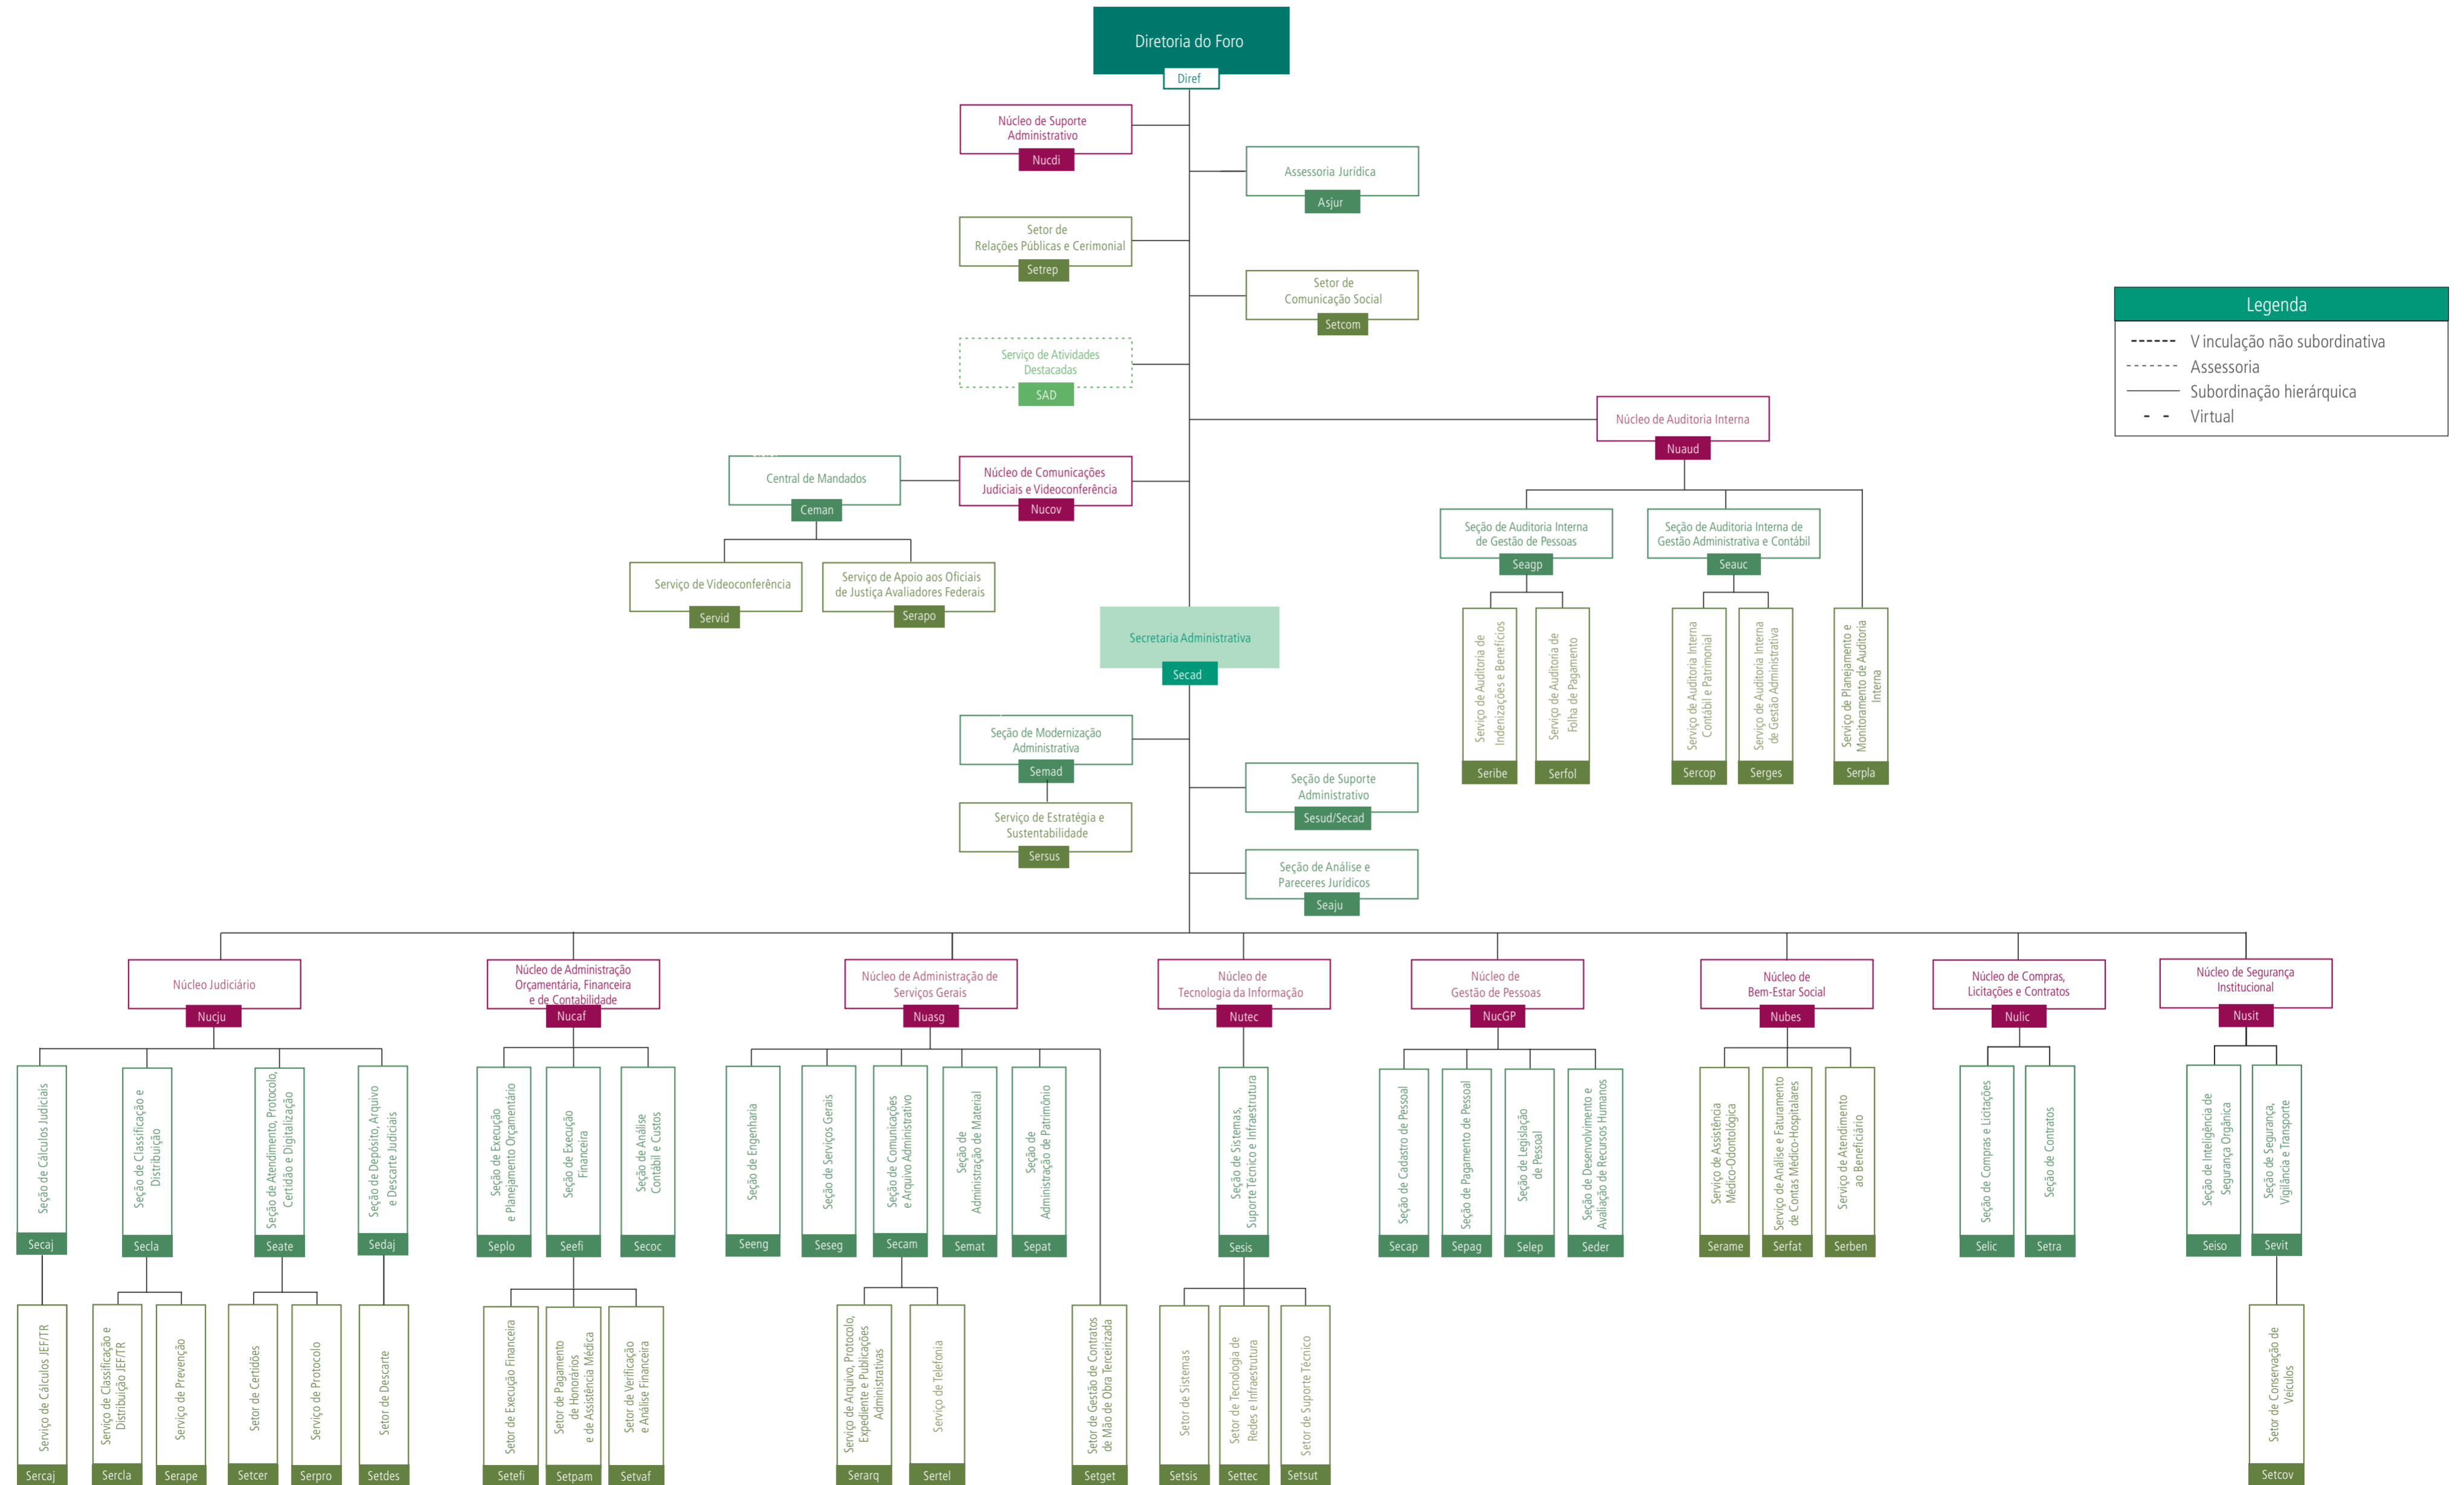 Diretoria do Foro
Diref
Núcleo de Suporte
Administrativo
Nucdi
Assessoria Jurídica
Asjur
Setor de
Relações Públicas e Cerimonial
Setrep
Setor de
Comunicação Social
Setcom
Serviço de Atividades
Destacadas
SAD
Legenda
Vinculação não subordinativa
Assessoria
Subordinação hierárquica
Virtual
Núcleo de Auditoria Interna
Nuaud
Central de Mandados
Ceman
Núcleo de Comunicações
Judiciais e Videoconferência
Nucov
Serviço de Videoconferência
Servid
Serviço de Apoio aos Oficiais
de Justiça Avaliadores Federais
Serapo
Seção de Auditoria Interna
de Gestão de Pessoas
Seagp
Seção de Auditoria Interna de
Gestão Administrativa e Contábil
Seauc
Serviço de Auditoria de
Indenizações e Benefícios
Seribe
Serviço de Auditoria de
Folha de Pagamento
Serfol
Serviço de Auditoria Interna
Contábil e Patrimonial
Sercop
Serviço de Auditoria Interna
de Gestão Administrativa
Serges
Serviço de Planejamento e
Monitoramento de Auditoria
Interna
Serpla
Secretaria Administrativa
Secad
Seção de Modernização
Administrativa
Semad
Serviço de Estratégia e
Sustentabilidade
Sersus
Seção de Suporte
Administrativo
Sesud/Secad
Seção de Análise e
Pareceres Jurídicos
Seaju
Núcleo Judiciário
Nucju
Núcleo de Administração
Orçamentária, Financeira
e de Contabilidade
Nucaf
Núcleo de Administração de
Serviços Gerais
Nuasg
Núcleo de
Tecnologia da Informação
Nutec
Núcleo de
Gestão de Pessoas
NucGP
Núcleo de
Bem-Estar Social
Nubes
Núcleo de Compras,
Licitações e Contratos
Nulic
Núcleo de Segurança
Institucional
Nusit
Seção de Cálculos Judiciais
Secaj
Seção de Classificação e
Distribuição
Secla
Seção de Atendimento, Protocolo,
Certidão e Digitalização
Seate
Seção de Depósito, Arquivo
e Descarte Judiciais
Sedaj
Seção de Execução
e Planejamento Orçamentário
Seplo
Seção de Execução
Financeira
Seefi
Seção de Análise
Contábil e Custos
Secoc
Seção de Engenharia
Seeng
Seção de Serviços Gerais
Seseg
Seção de Comunicações
e Arquivo Administrativo
Secam
Seção de
Administração de Material
Semat
Seção de
Administração de Patrimônio
Sepat
Seção de Sistemas,
Suporte Técnico e Infraestrutura
Sesis
Seção de Cadastro de Pessoal
Secap
Seção de Pagamento de Pessoal
Sepag
Seção de Legislação
de Pessoal
Selep
Seção de Desenvolvimento e
Avaliação de Recursos Humanos
Seder
Serviço de Assistência
Médico-Odontológica
Serame
Serviço de Análise e Faturamento
de Contas Médico-Hospitalares
Serfat
Serviço de Atendimento
ao Beneficiário
Serben
Seção de Compras e Licitações
Selic
Seção de Contratos
Setra
Seção de Inteligência de
Segurança Orgânica
Seiso
Seção de Segurança,
Vigilância e Transporte
Sevit
Serviço de Cálculos JEF/TR
Sercaj
Serviço de Classificação e
Distribuição JEF/TR
Sercla
Serviço de Prevenção
Serape
Setor de Certidões
Setcer
Serviço de Protocolo
Serpro
Setor de Descarte
Setdes
Setor de Execução Financeira
Setefi
Setor de Pagamento
de Honorários
e de Assistência Médica
Setpam
Setor de Verificação
e Análise Financeira
Setvaf
Serviço de Arquivo, Protocolo,
Expediente e Publicações
Administrativas
Serarq
Serviço de Telefonia
Sertel
Setor de Gestão de Contratos
de Mão de Obra Terceirizada
Setget
Setor de Sistemas
Setsis
Setor de Tecnologia de
Redes e Infraestrutura
Settec
Setor de Suporte Técnico
Setsut
Setor de Conservação de
Veículos
Setcov